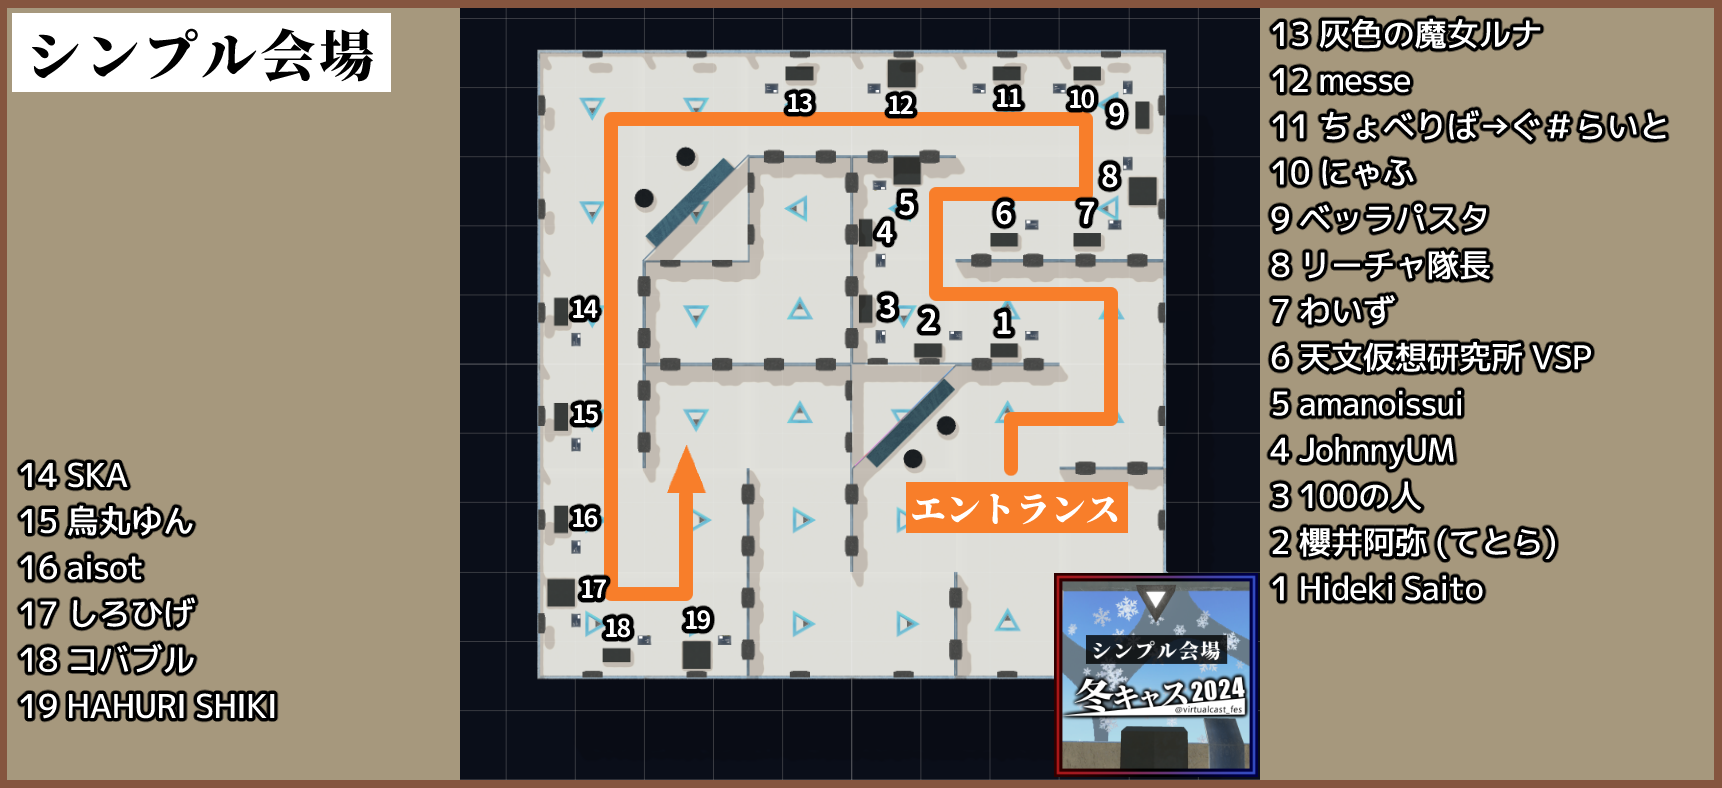 シンプル会場
13 灰色の魔女ルナ
12 messe
11 ちょべりば→ぐ#らいと
10 にゃふ
9 ベッラパスタ
8 リーチャ隊長
7 わいず
6 天文仮想研究所 VSP
5 amanoissui
4 JohnnyUM
3 100の人
2 櫻井阿弥 (てとら)
1 Hideki Saito
14 SKA
15 烏丸ゆん
16 aisot
17 しろひげ
18 コバブル
19 HAHURI SHIKI
13
12
11
10
9
8
7
6
5
4
3
2
1
14
15
16
17
18
19
エントランス
シンプル会場
冬キャス2024
@virtualcast_fes